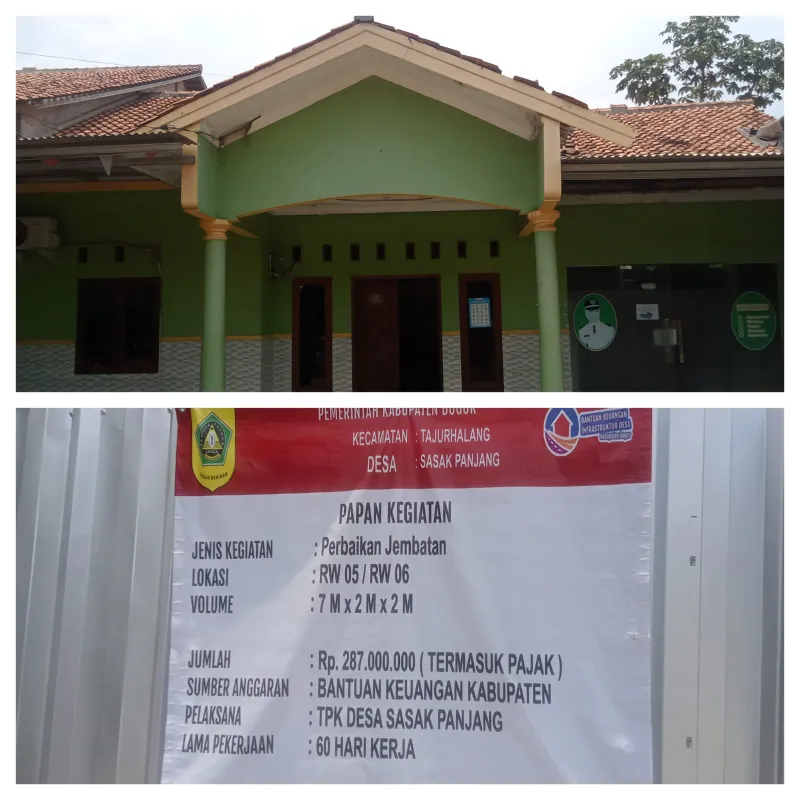 PEMERINTAH KABUPATEN BOGOR
KECAMATAN : TAJURHALANG
DESA : SASAK PANJANG
BANTUAN KEUANGAN
INFRASTRUKTUR DESA
PAPAN KEGIATAN
JENIS KEGIATAN : Perbaikan Jembatan
LOKASI : RW 05 / RW 06
VOLUME : 7 M x 2 M x 2 M
JUMLAH : Rp. 287.000.000 ( TERMASUK PAJAK )
SUMBER ANGGARAN : BANTUAN KEUANGAN KABUPATEN
PELAKSANA : TPK DESA SASAK PANJANG
LAMA PEKERJAAN : 60 HARI KERJA